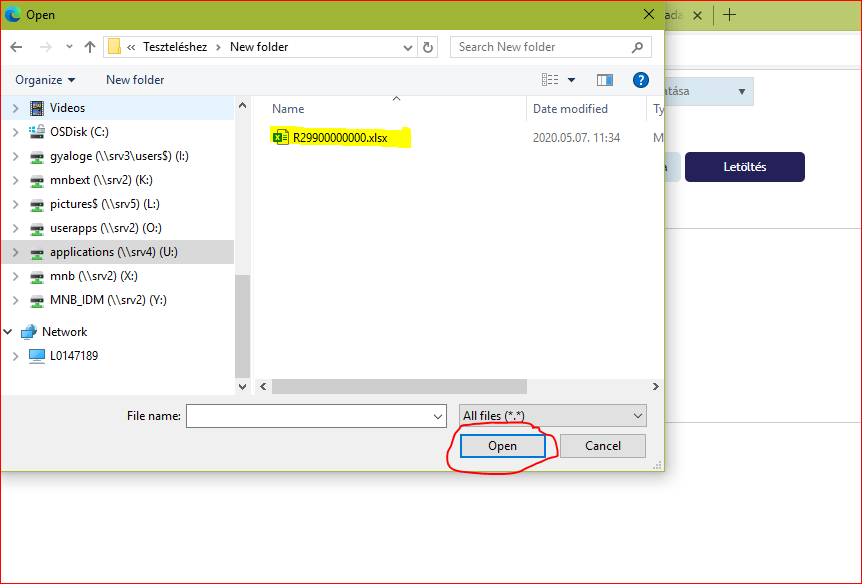 Open
ada
Teszteléshez > New folder
Search New folder
Organize
New folder
atása
Videos
OSDisk (C:)
gyaloge (\\srv3\users$) (I:)
mnbext (\\srv2) (K:)
pictures$ (\\srv5) (L:)
userapps (\\srv2) (O:)
applications (\\srv4) (U:)
mnb (\\srv2) (X:)
MNB_IDM (\\srv2) (Y:)
Network
L0147189
Name
Date modified
Ty
R29900000000.xlsx
2020.05.07. 11:34
M
a
Letöltés
File name:
All files (*.*)
Open
Cancel